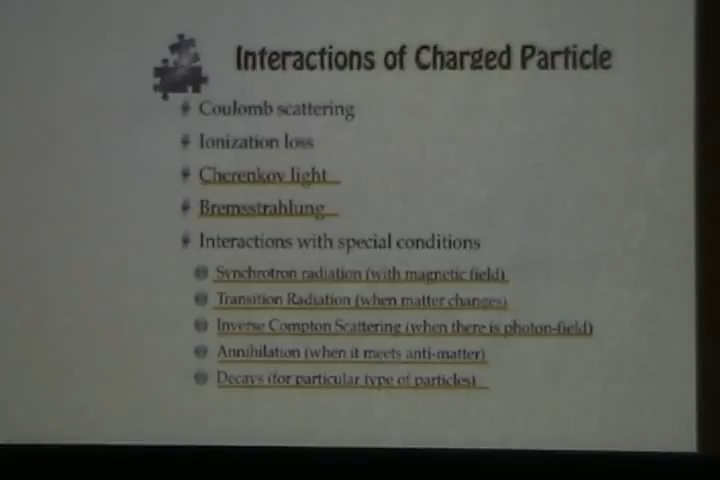 Interactions of Charged Particle
Coulomb scattering
Ionization loss
Cherenkov light
Bremsstrahlung
Interactions with special conditions
Synchrotron radiation (with magnetic field)
Transition Radiation (when matter changes)
Inverse Compton Scattering (when there is photon-field)
Annihilation (when it meets anti-matter)
Decays (for particular type of particles)